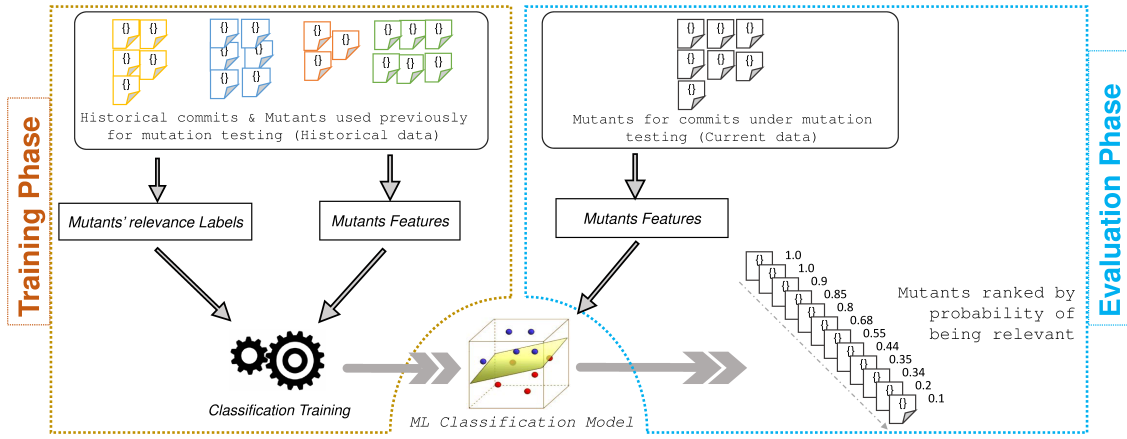 Training Phase
{} {} {} {} {} {} {} {} {}
{} {} {} {} {} {} {} {}
{} {} {}
Historical commits & Mutants used previously
for mutation testing (Historical data)
Mutants' relevance Labels
Mutants Features
Classification Training
ML Classification Model
{} {} {}
{} {} {}
{}
Mutants for commits under mutation
testing (Current data)
Mutants Features
{} 1.0
{} 1.0
{} 0.9
{} 0.85
{} 0.8
{} 0.68
{} 0.55
{} 0.44
{} 0.35
{} 0.34
{} 0.2
{} 0.1
Mutants ranked by
probability of
being relevant
Evaluation Phase